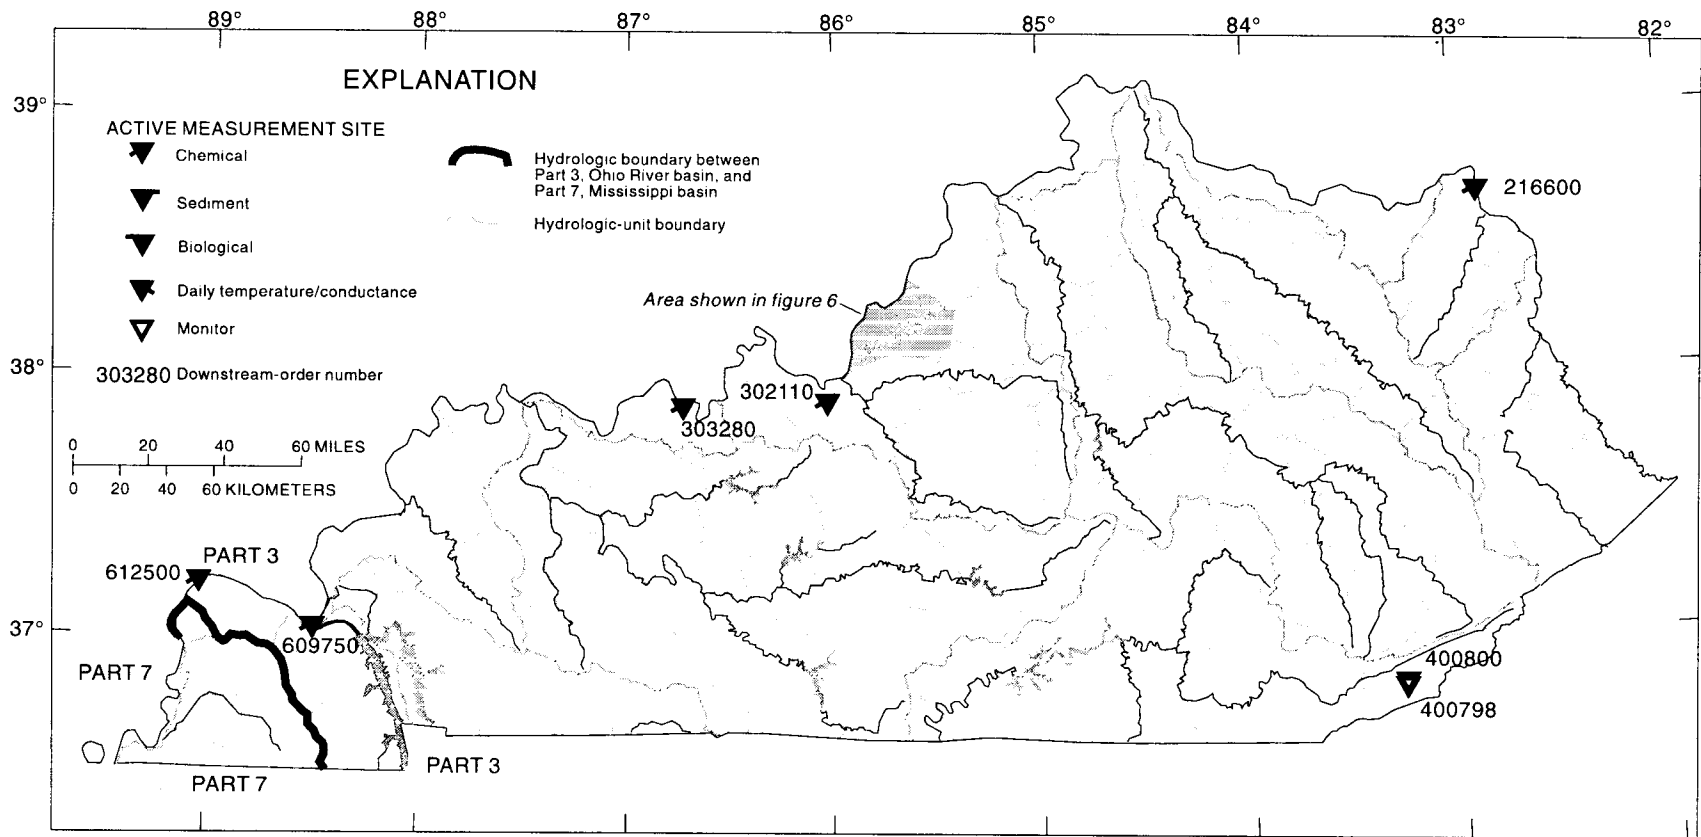 89° 88° 87° 86° 85° 84° 83° 82°
EXPLANATION
39°
ACTIVE MEASUREMENT SITE
Chemical
Sediment
Biological
Daily temperature/conductance
Monitor
303280 Downstream-order number
Hydrologic boundary between
Part 3, Ohio River basin, and
Part 7, Mississippi basin
Hydrologic-unit boundary
216600
Area shown in figure 6
38°
302110
303280
0 20 40 60 MILES
0 20 40 60 KILOMETERS
PART 3
612500
37°
609750
PART 7
400800
400798
PART 3
PART 7